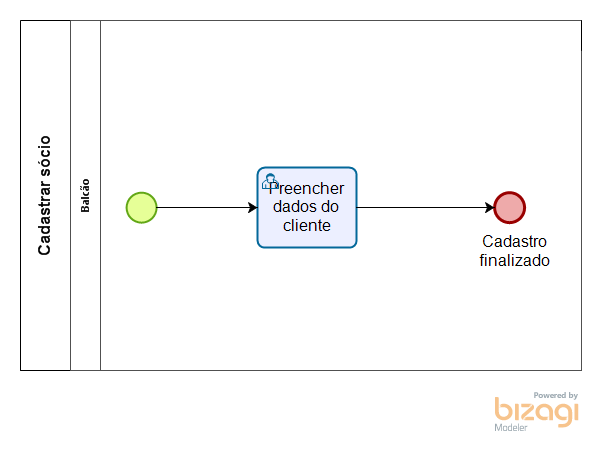 Cadastrar sócio
Balcão
Preencher
dados do
cliente
Cadastro
finalizado
Powered by
bizagi
Modeler